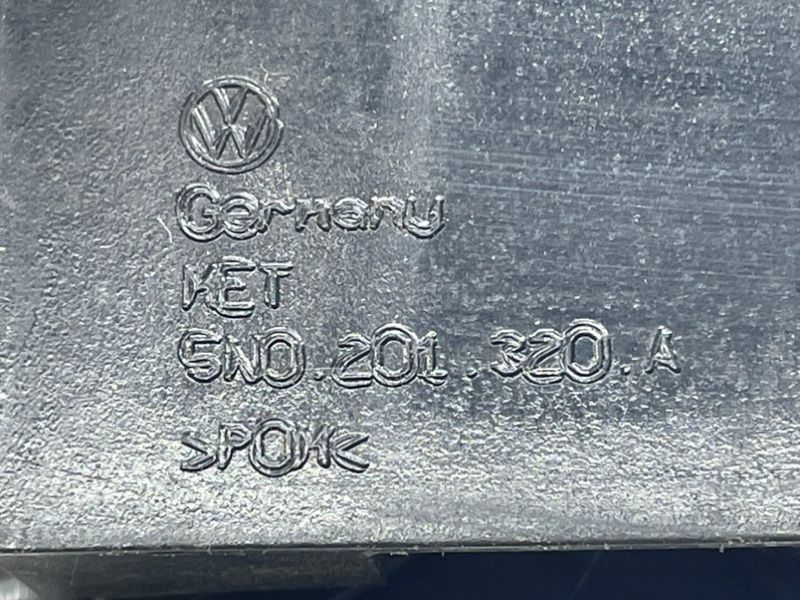 Germany
KET
5N0.201.320.A
>POM<